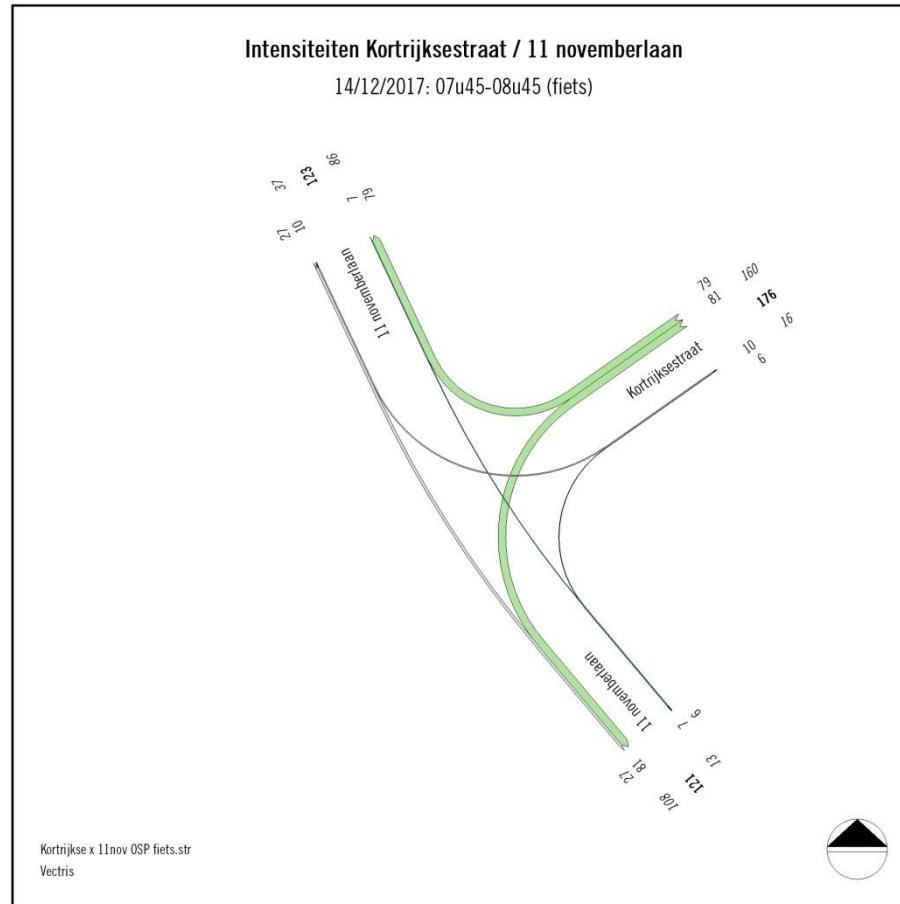 Intensiteiten Kortrijksestraat / 11 novemberlaan
14/12/2017: 07u45-08u45 (fiets)
37 123 86
27 10
7 79
11 novemberlaan
79 81
160 176 16
10 6
Kortrijksestraat
11 novemberlaan
27 81
7 6
108 121 13
Kortrijkse x 11nov OSP fiets.str
Vectris